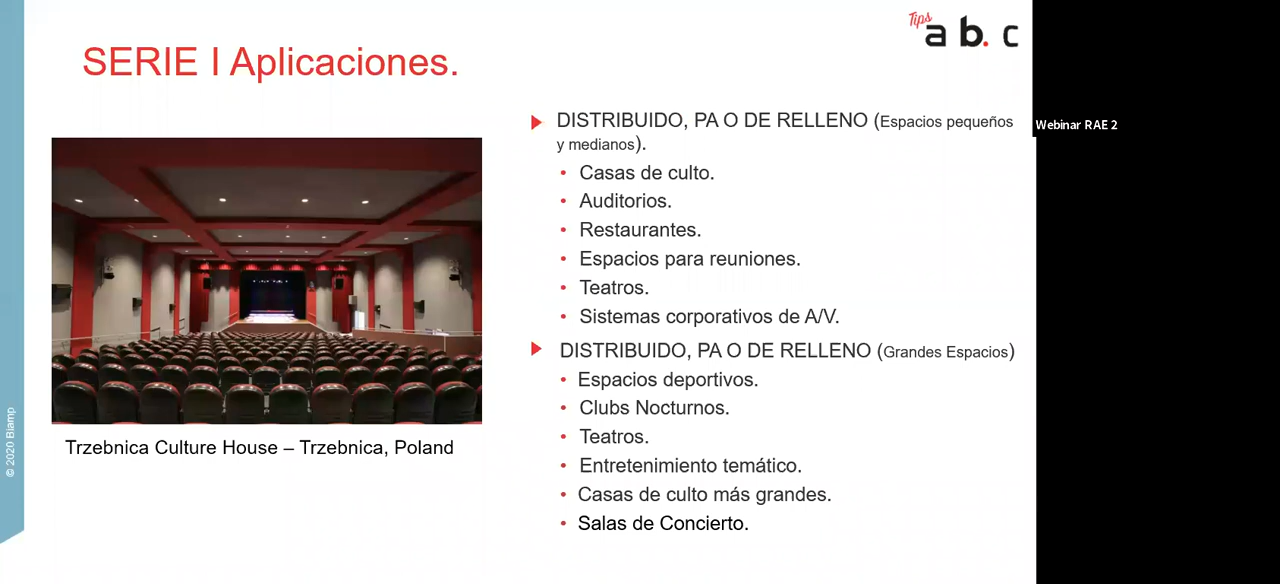 Tips
a b. c
SERIE I Aplicaciones.
DISTRIBUIDO, PA O DE RELLENO (Espacios pequeños
y medianos).
• Casas de culto.
• Auditorios.
• Restaurantes.
• Espacios para reuniones.
• Teatros.
• Sistemas corporativos de A/V.
DISTRIBUIDO, PA O DE RELLENO (Grandes Espacios)
• Espacios deportivos.
• Clubs Nocturnos.
• Teatros.
• Entretenimiento temático.
• Casas de culto más grandes.
• Salas de Concierto.
Trzebnica Culture House – Trzebnica, Poland
© 2020 Biamp
Webinar RAE 2